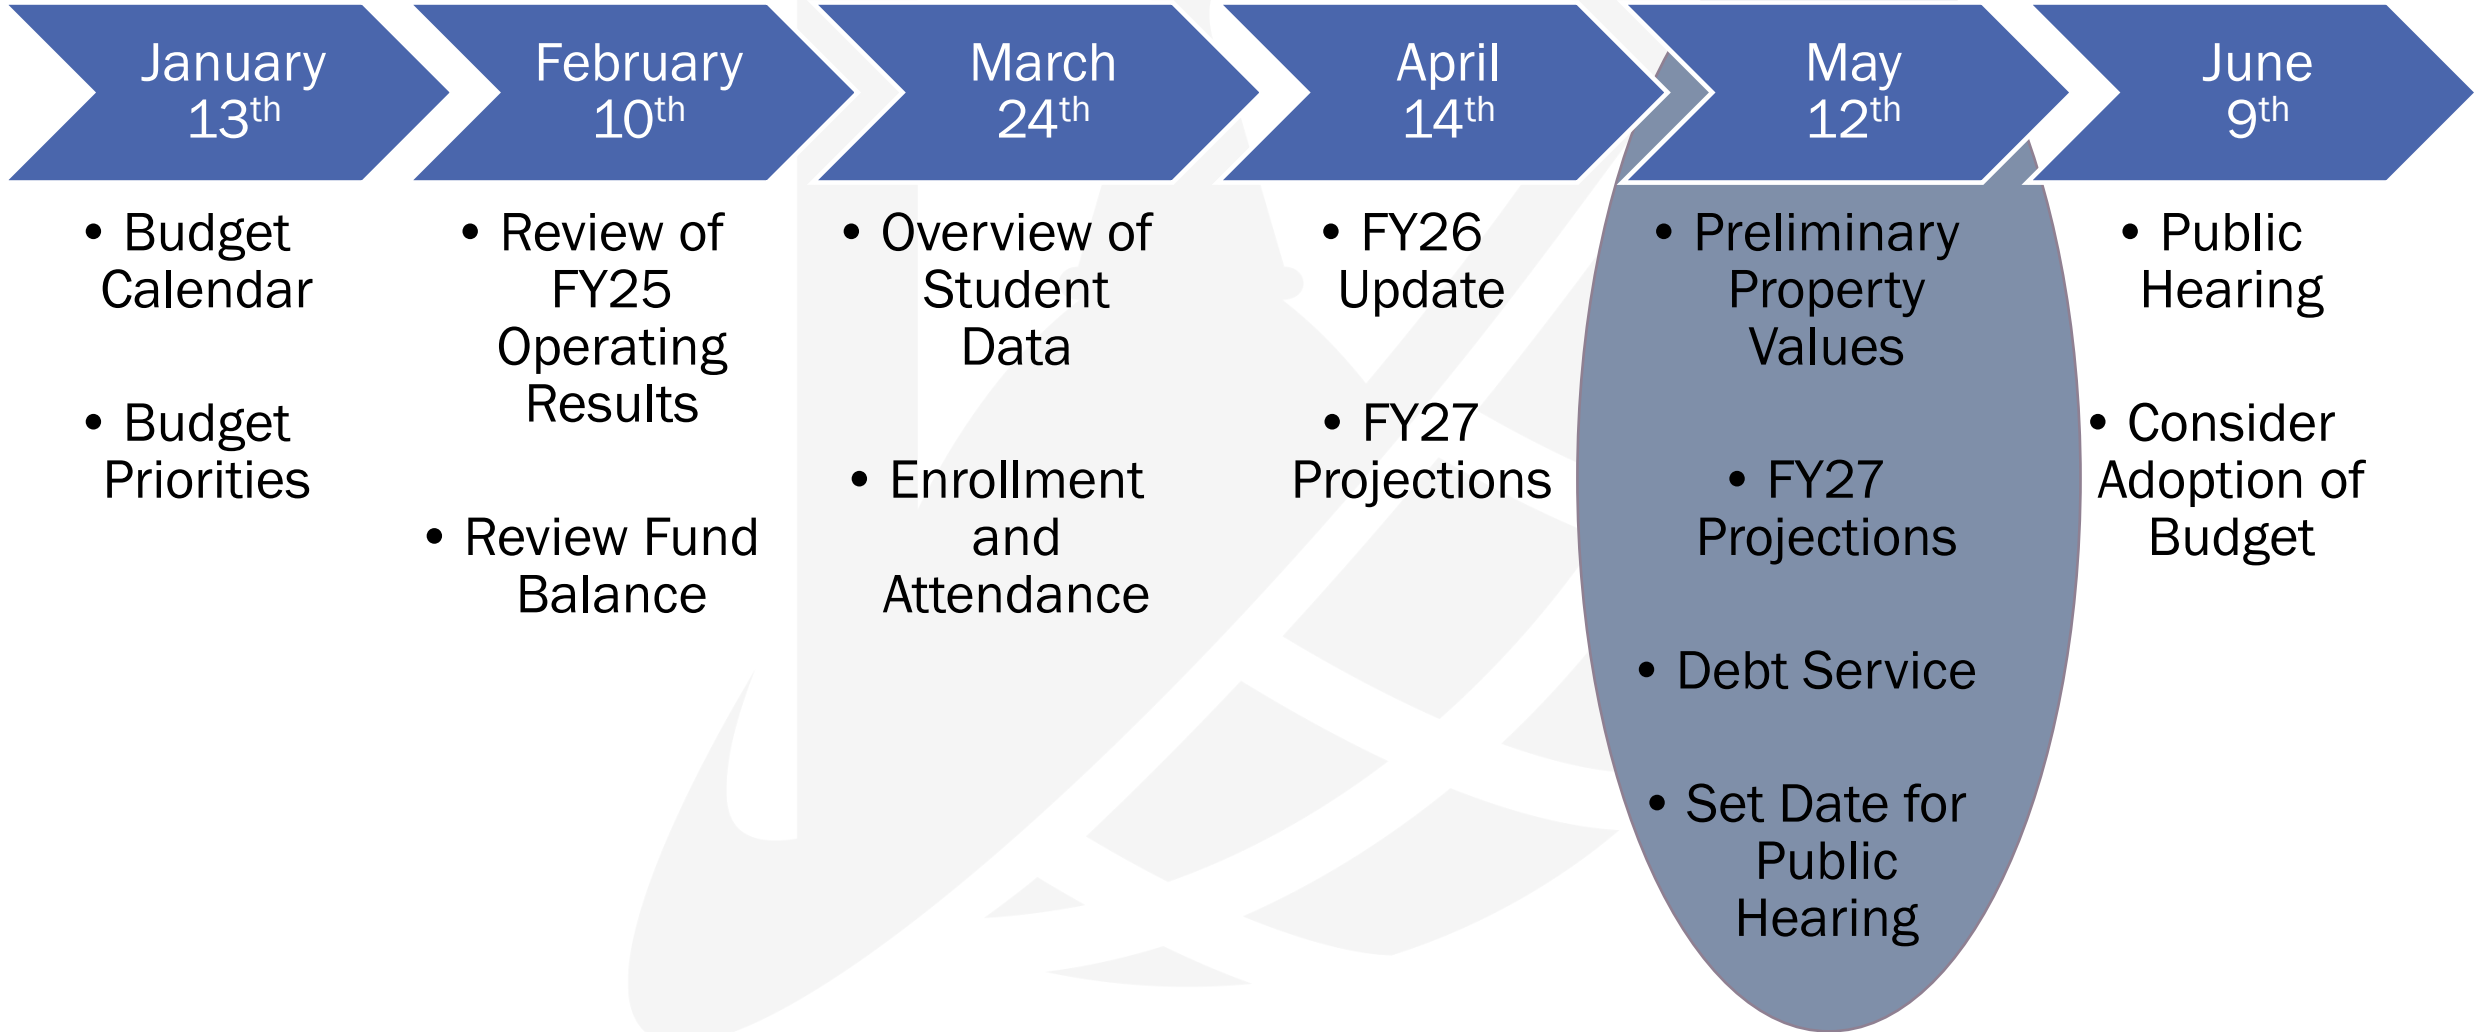 January
13th
February
10th
March
24th
April
14th
May
12th
June
9th
• Budget
Calendar
• Budget
Priorities
• Review of
FY25
Operating
Results
• Review Fund
Balance
• Overview of
Student
Data
• Enrollment
and
Attendance
• FY26
Update
• FY27
Projections
• Preliminary
Property
Values
• FY27
Projections
• Debt Service
• Set Date for
Public
Hearing
• Public
Hearing
• Consider
Adoption of
Budget